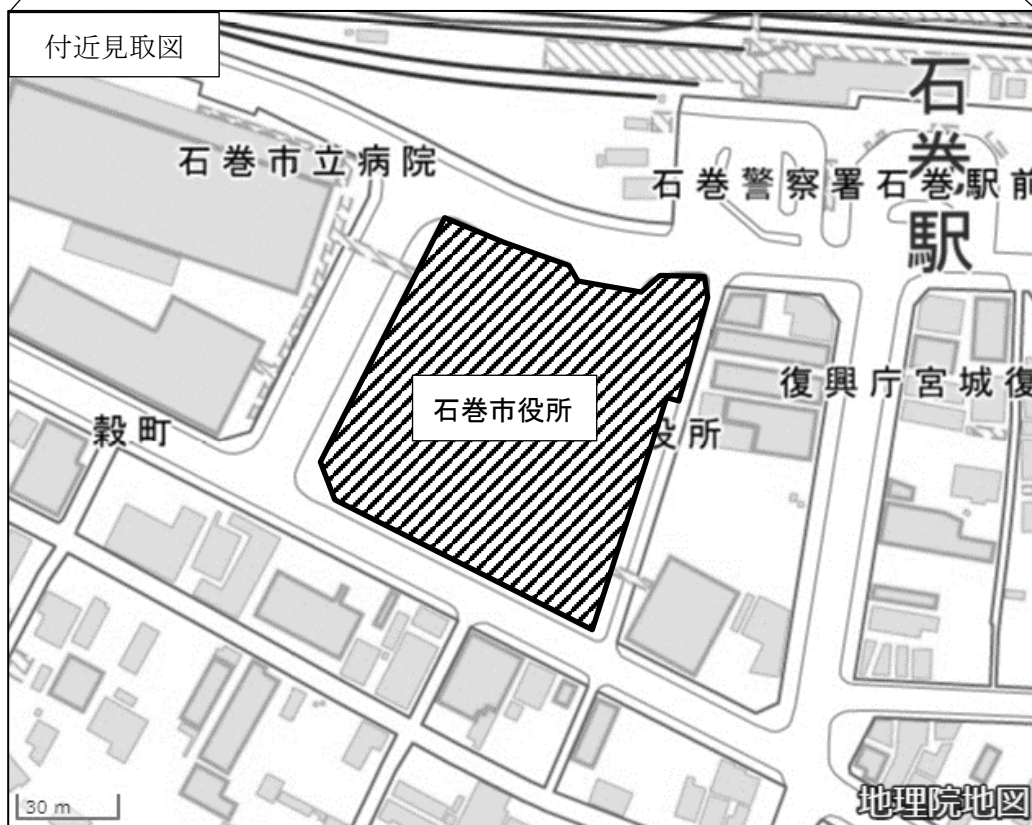 付近見取図
石巻市立病院
石巻警察署石巻駅前
石巻駅
復興庁宮城復
石巻市役所
役所
穀町
30 m
地理院地図